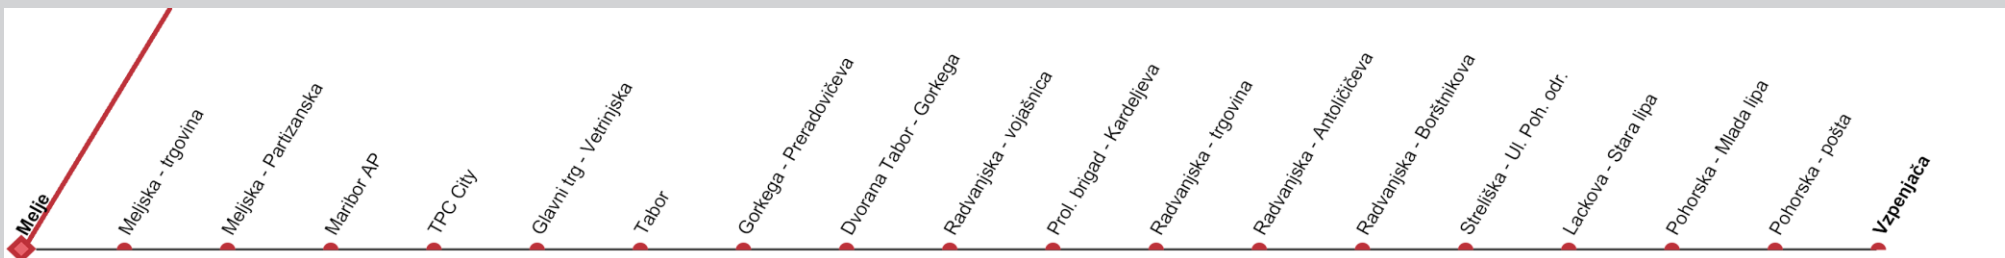 Melje
Meljska - trgovina
Meljska - Partizanska
Maribor AP
TPC City
Glavni trg - Vetrinjska
Tabor
Gorkega - Preradovičeva
Dvorana Tabor - Gorkega
Radvanjska - vojašnica
Prol. brigad - Kardeljeva
Radvanjska - trgovina
Radvanjska - Antoličičeva
Radvanjska - Borštnikova
Streliška - Ul. Poh. odr.
Lackova - Stara lipa
Pohorska - Mlada lipa
Pohorska - pošta
Vzpenjača